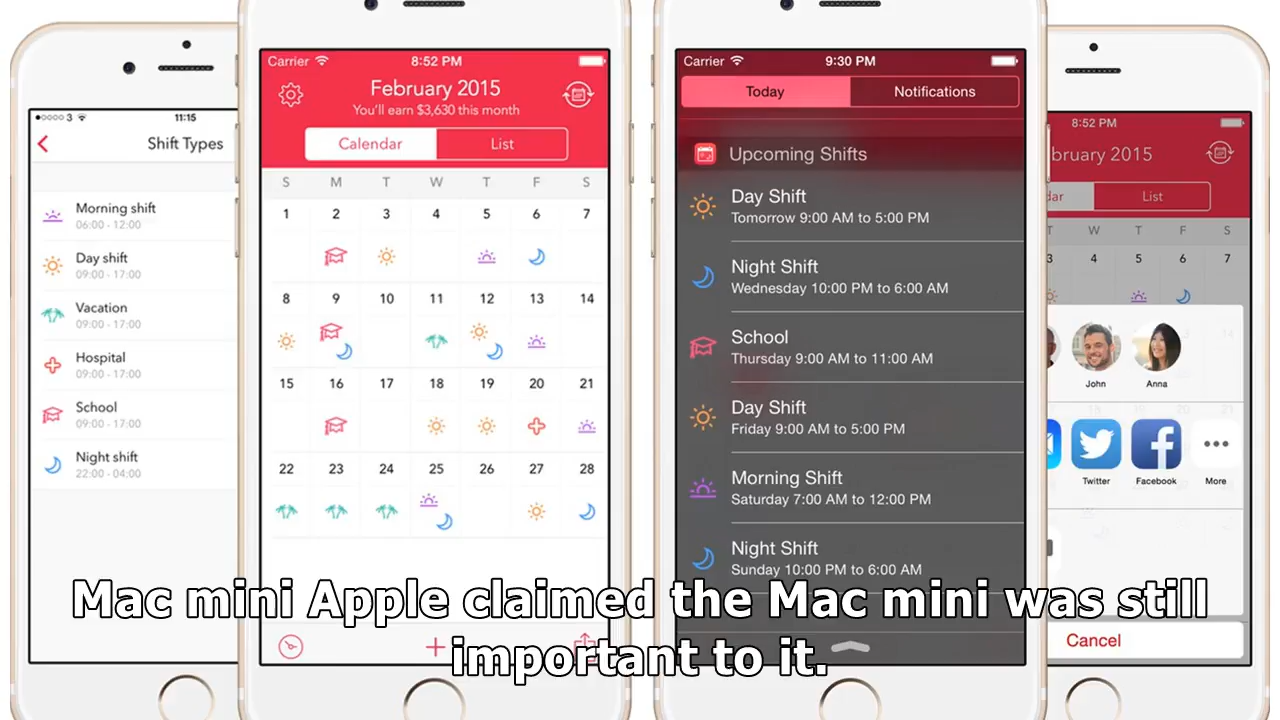 11:15
Shift Types
Morning shift
06:00 - 12:00
Day shift
09:00 - 17:00
Vacation
09:00 - 17:00
Hospital
09:00 - 17:00
School
09:00 - 17:00
Night shift
22:00 - 04:00
Carrier 8:52 PM
February 2015
You'll earn $3,630 this month
Calendar List
S M T W T F S
1 2 3 4 5 6 7
8 9 10 11 12 13 14
15 16 17 18 19 20 21
22 23 24 25 26 27 28
Carrier 9:30 PM
Today Notifications
Upcoming Shifts
Day Shift
Tomorrow 9:00 AM to 5:00 PM
Night Shift
Wednesday 10:00 PM to 6:00 AM
School
Thursday 9:00 AM to 11:00 AM
Day Shift
Friday 9:00 AM to 5:00 PM
Morning Shift
Saturday 7:00 AM to 12:00 PM
Night Shift
Sunday 10:00 PM to 6:00 AM
8:52 PM
bruary 2015
dar List
T W T F S
3 4 5 6 7
John Anna
Twitter Facebook More
Cancel
Mac mini Apple claimed the Mac mini was still
important to it.